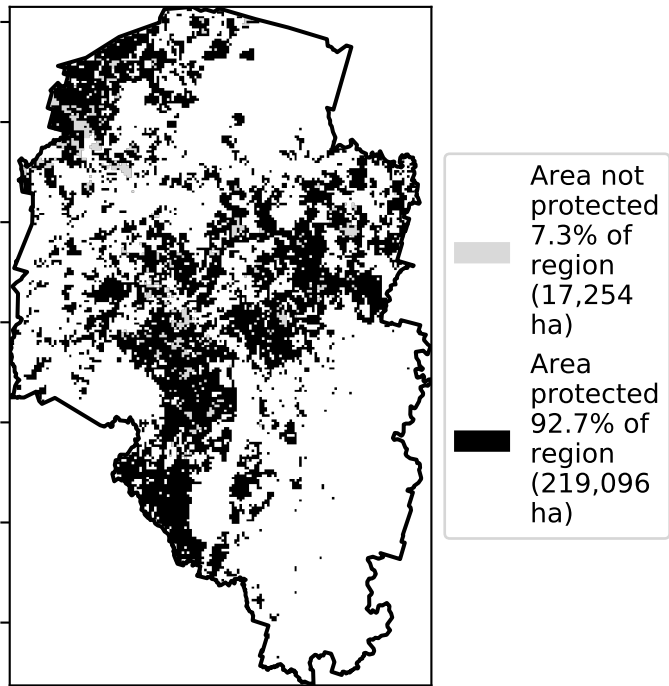 Area not
protected
7.3% of
region
(17,254
ha)
Area
protected
92.7% of
region
(219,096
ha)